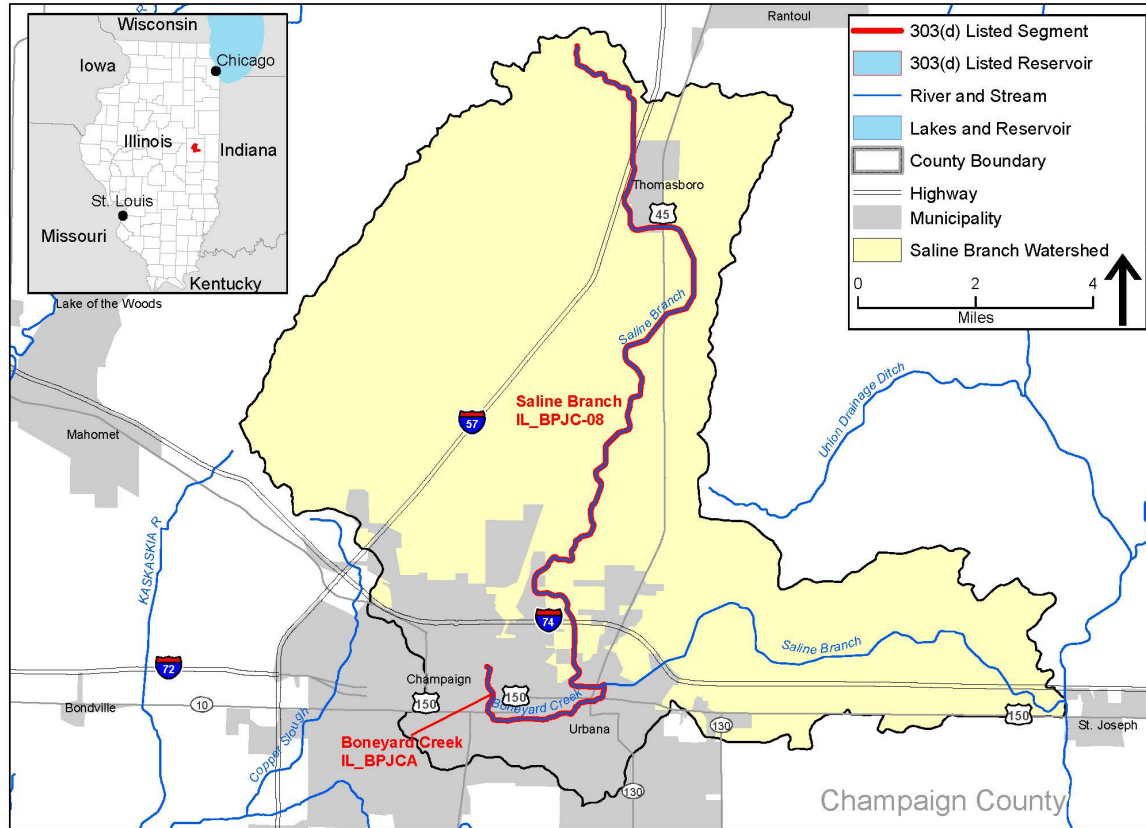 Wisconsin
Iowa
Chicago
Illinois
Indiana
St. Louis
Missouri
Kentucky
Rantoul
303(d) Listed Segment
303(d) Listed Reservoir
River and Stream
Lakes and Reservoir
County Boundary
Highway
Municipality
Saline Branch Watershed
0 2 4
Miles
Lake of the Woods
Thomasboro
45
Saline Branch
Saline Branch
IL_BPJC-08
57
Mahomet
Union Drainage Ditch
KASKASKIA R
74
Saline Branch
72
Champaign
150
150
Boneyard Creek
10
Bondville
Urbana
130
150
St. Joseph
Copper Slough
Boneyard Creek
IL_BPJCA
130
Champaign County